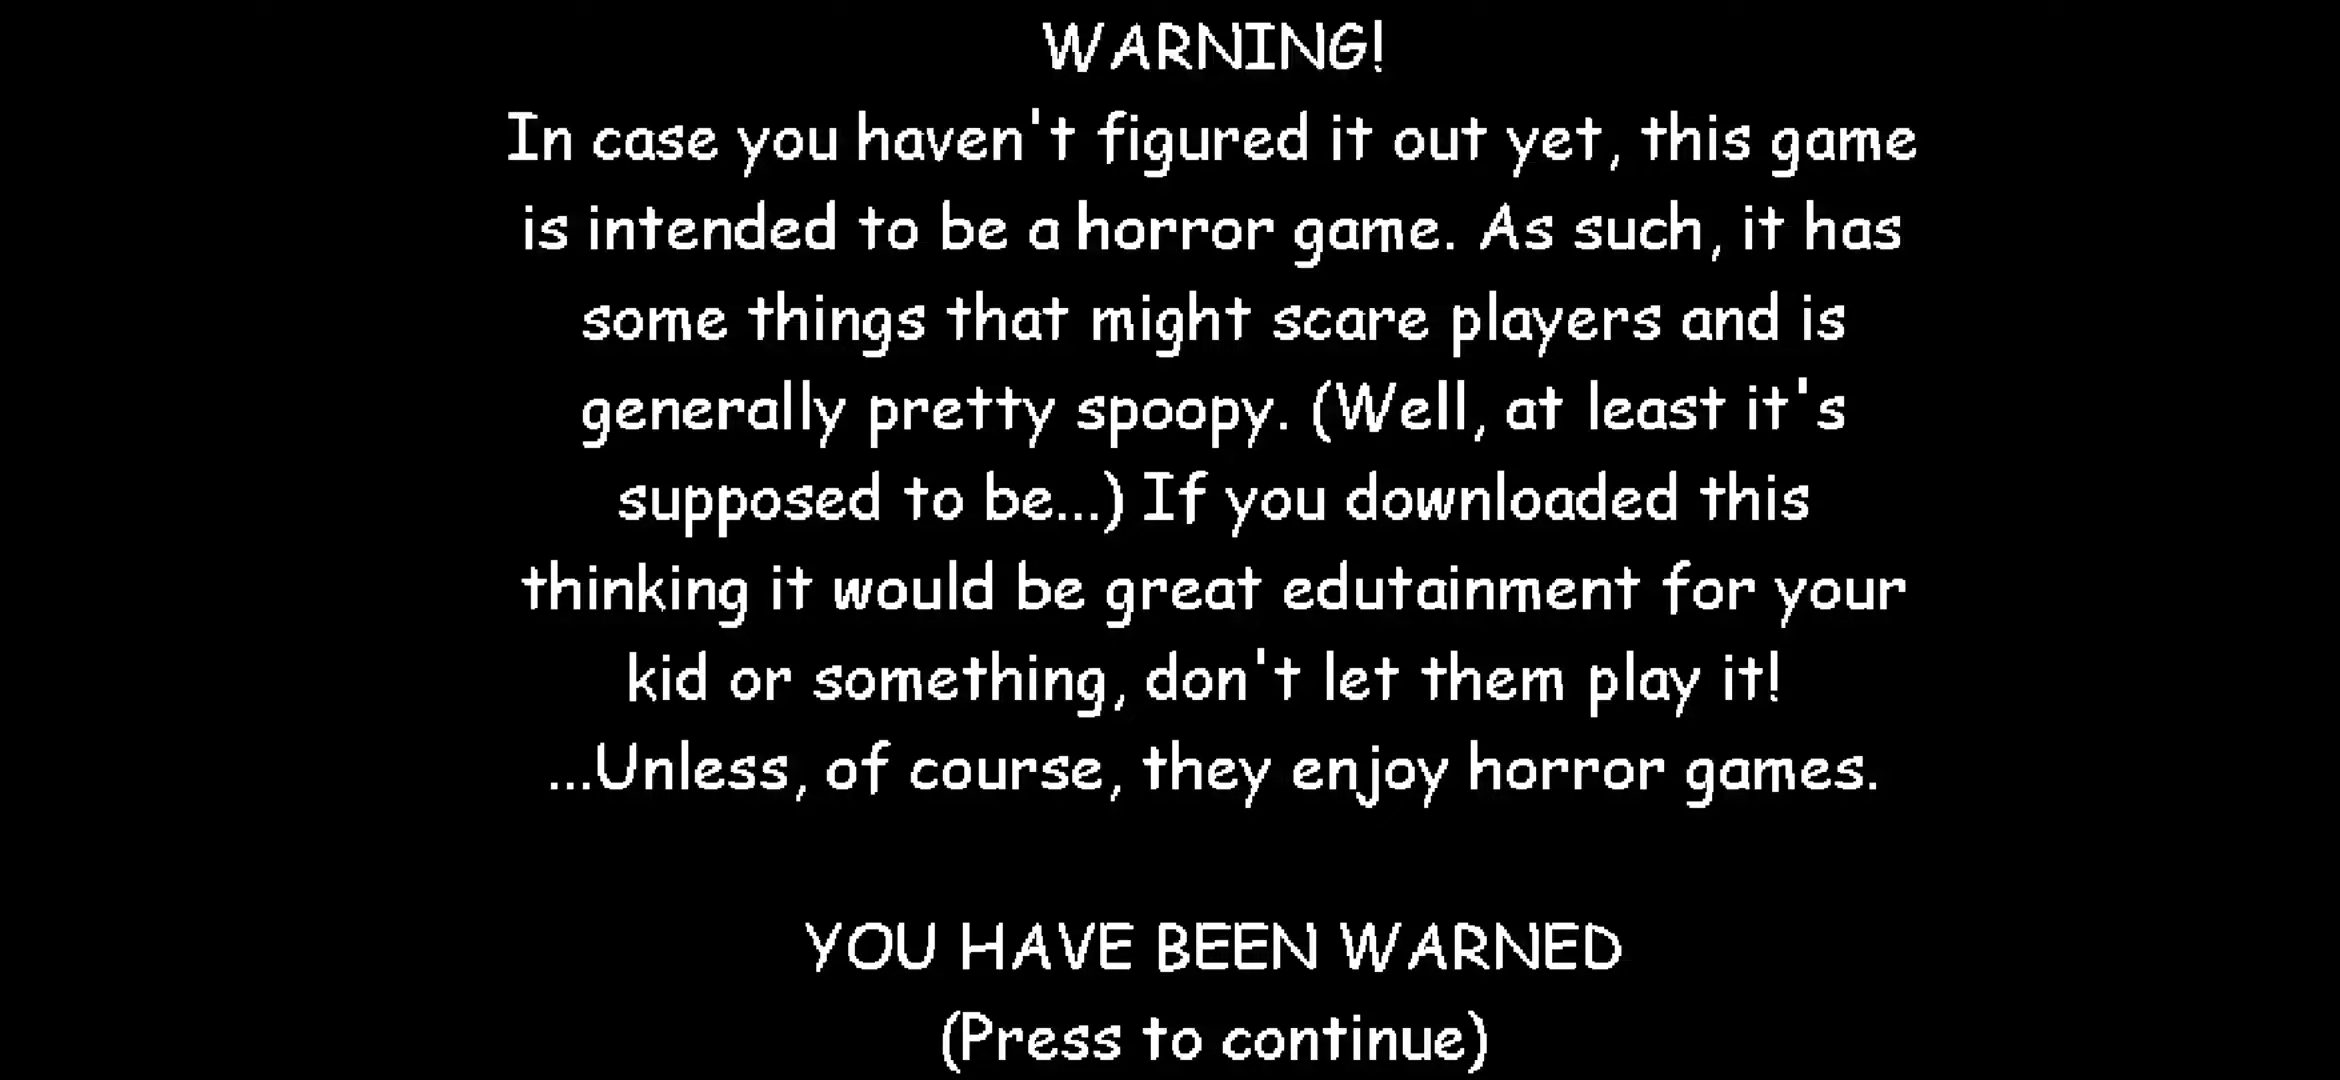 WARNING!
In case you haven't figured it out yet, this game
is intended to be a horror game. As such, it has
some things that might scare players and is
generally pretty spoopy. (Well, at least it's
supposed to be...) If you downloaded this
thinking it would be great edutainment for your
kid or something, don't let them play it!
...Unless, of course, they enjoy horror games.
YOU HAVE BEEN WARNED
(Press to continue)